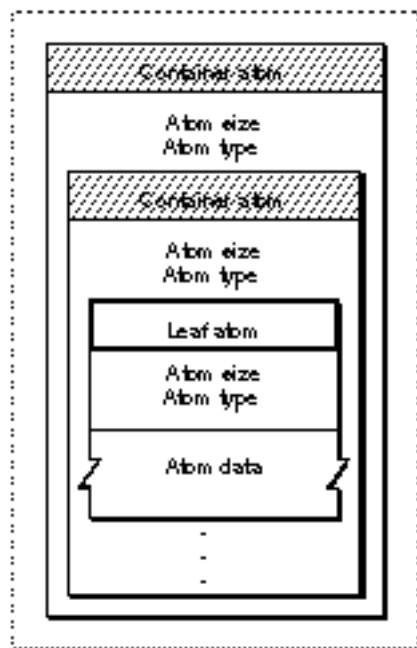 Container atom
Atom size
Atom type
Container atom
Atom size
Atom type
Leaf atom
Atom size
Atom type
Atom data